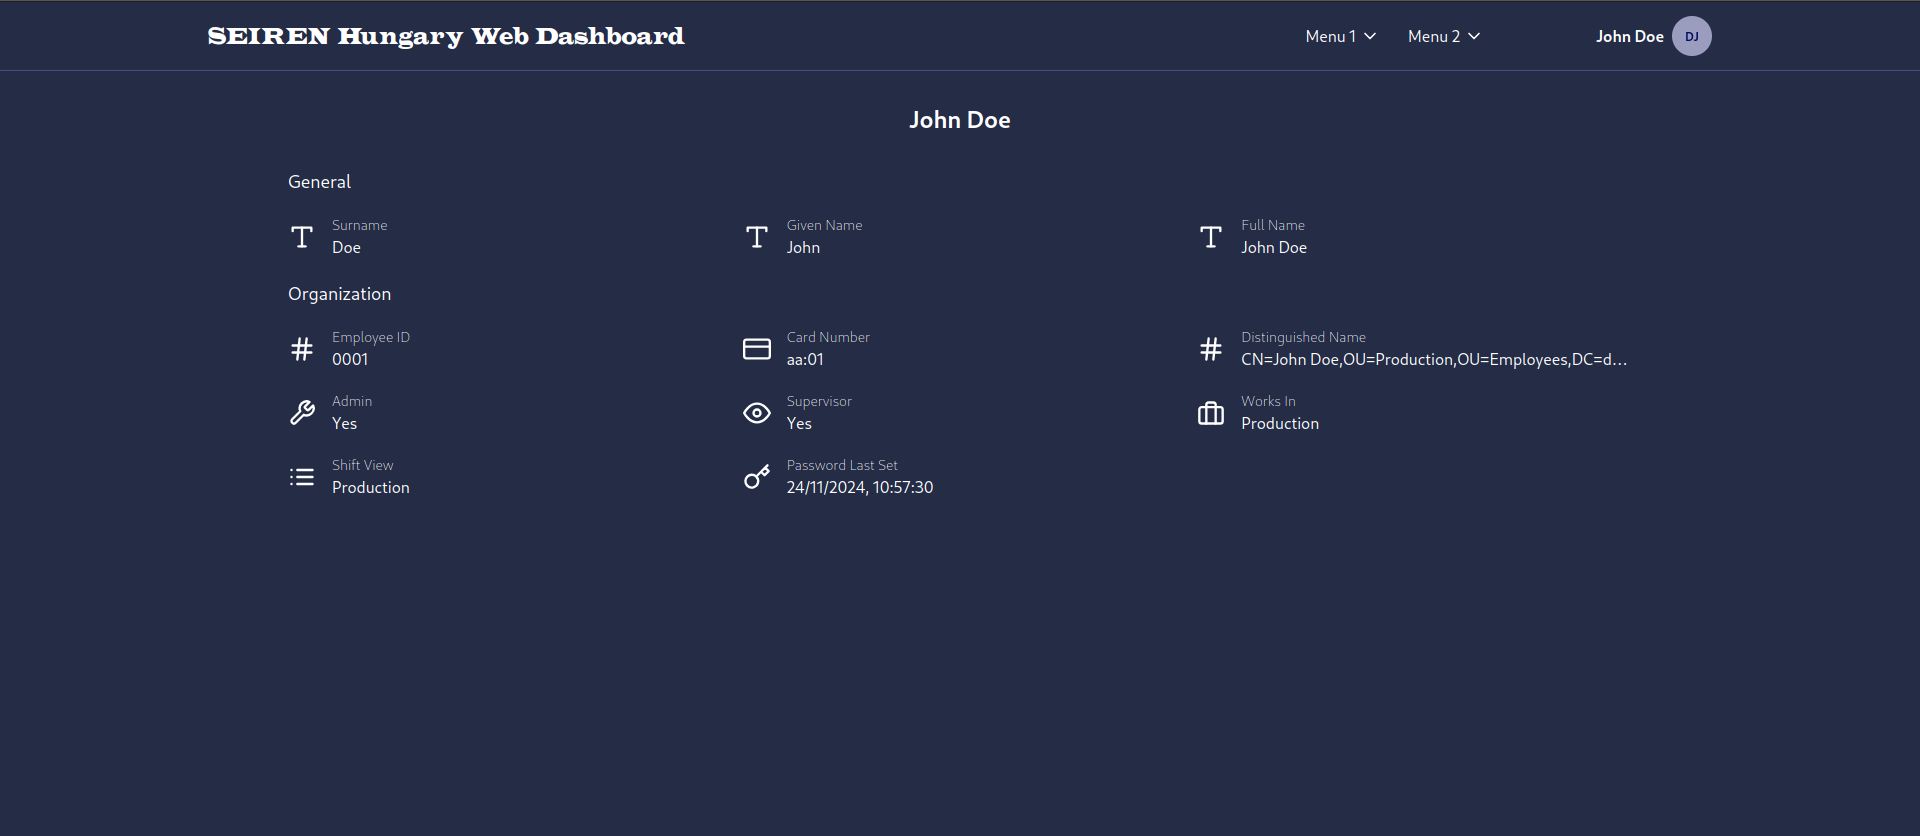 SEIREN Hungary Web Dashboard Menu 1 Menu 2 John Doe DJ
John Doe
General
Surname Given Name Full Name
Doe John John Doe
Organization
Employee ID Card Number Distinguished Name
0001 aa:01 CN=John Doe,OU=Production,OU=Employees,DC=d...
Admin Supervisor Works In
Yes Yes Production
Shift View Password Last Set
Production 24/11/2024, 10:57:30